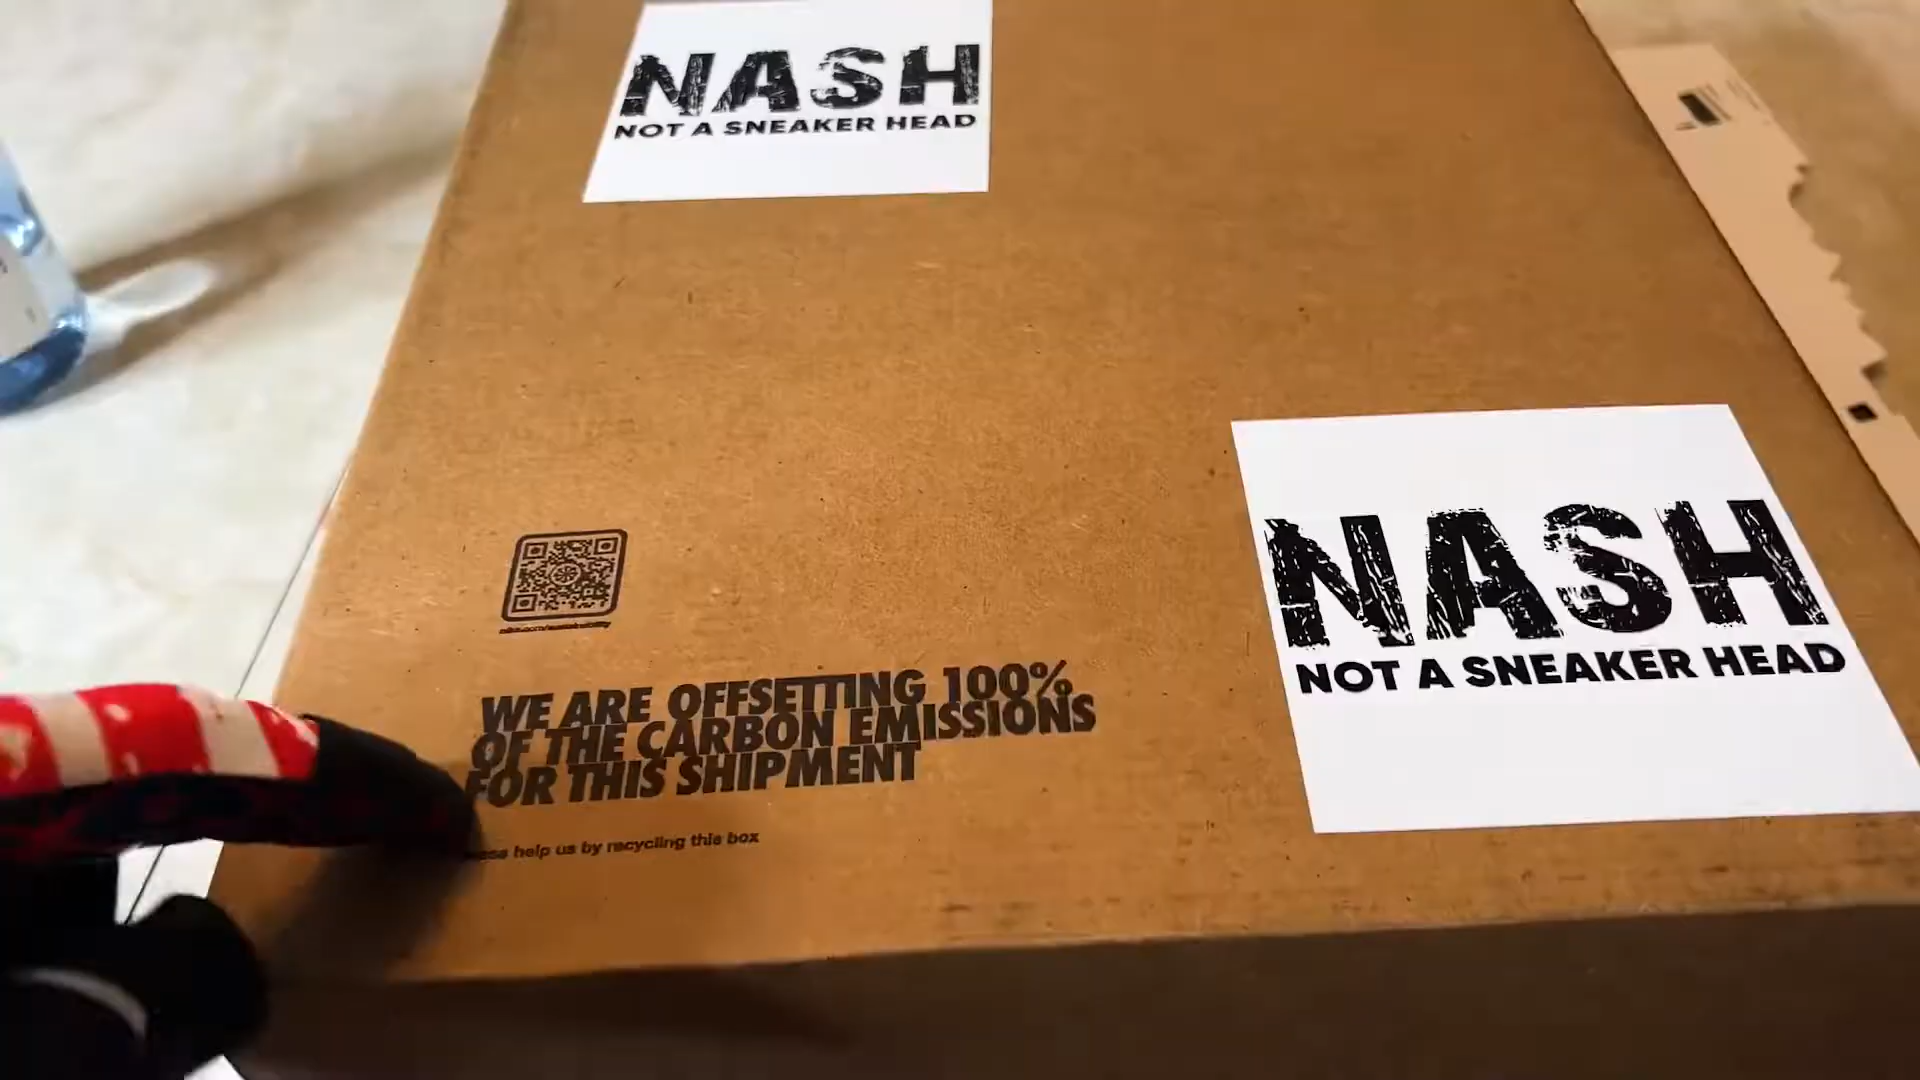 NASH
NOT A SNEAKER HEAD
NASH
NOT A SNEAKER HEAD
WE ARE OFFSETTING 100%
OF THE CARBON EMISSIONS
FOR THIS SHIPMENT
help us by recycling this box